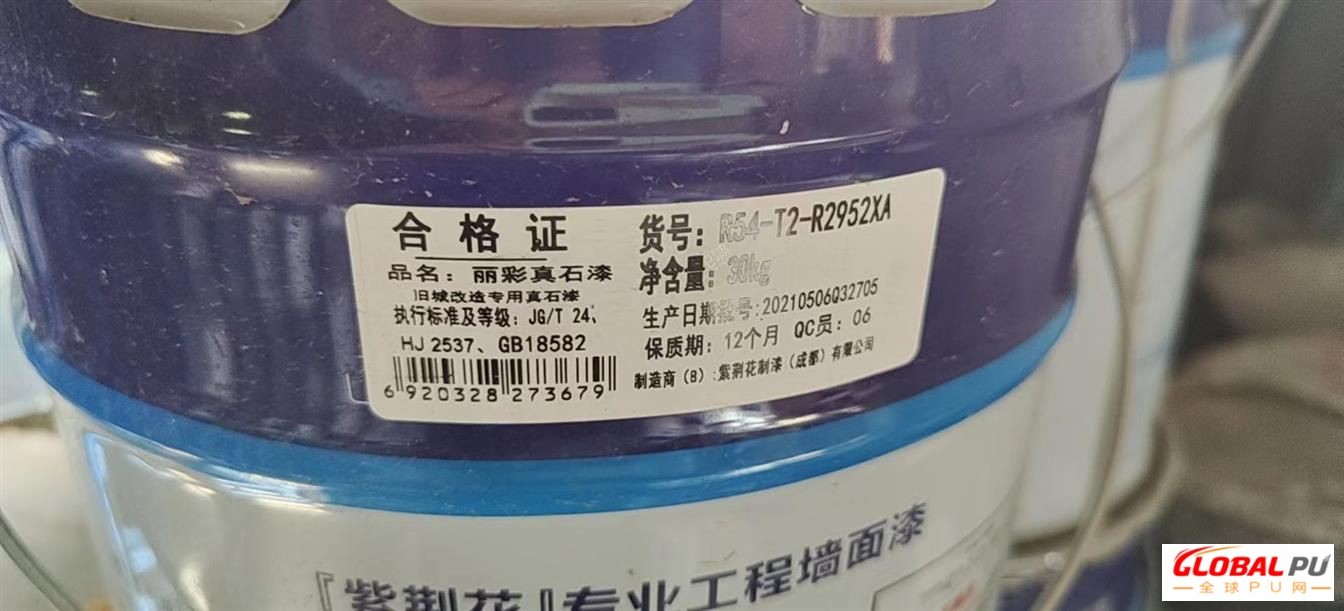 合格证
品名：丽彩真石漆
旧城改造专用真石漆
执行标准及等级：JG/T 24、
HJ 2537、GB18582
6 920328 273679
货号：R54-T2-R2952XA
净含量：30kg
生产日期批号：20210506Q32705
保质期：12个月 QC员：06
制造商（B）：紫荆花制漆（成都）有限公司
『紫荆花』专业工程墙面漆
GLOBAL PU
全球PU网